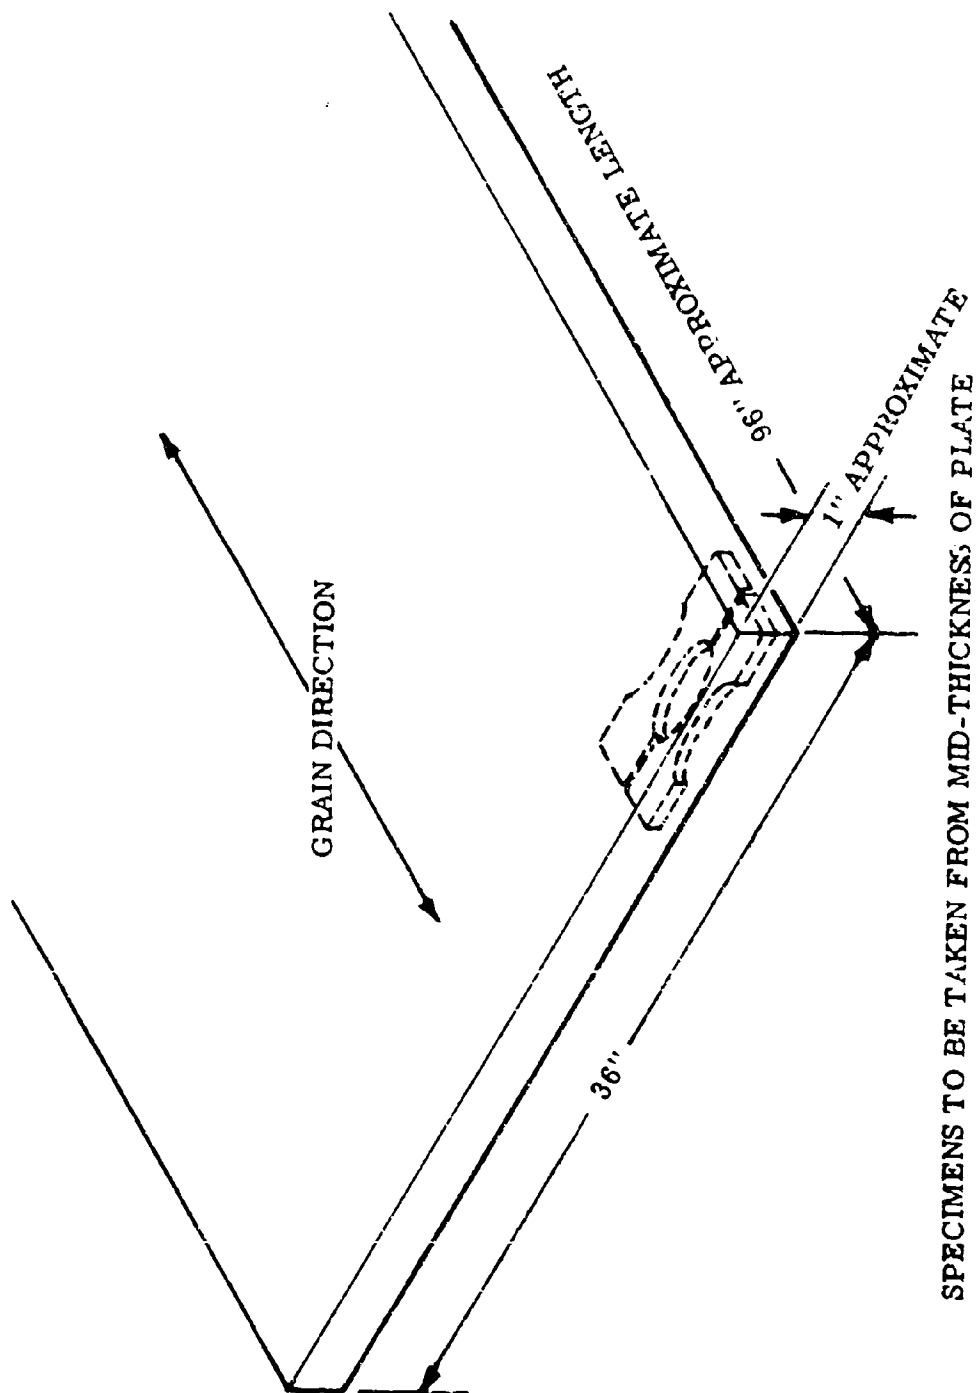 GRAIN DIRECTION
96" APPROXIMATE LENGTH
1" APPROXIMATE
36"
SPECIMENS TO BE TAKEN FROM MID-THICKNESS OF PLATE